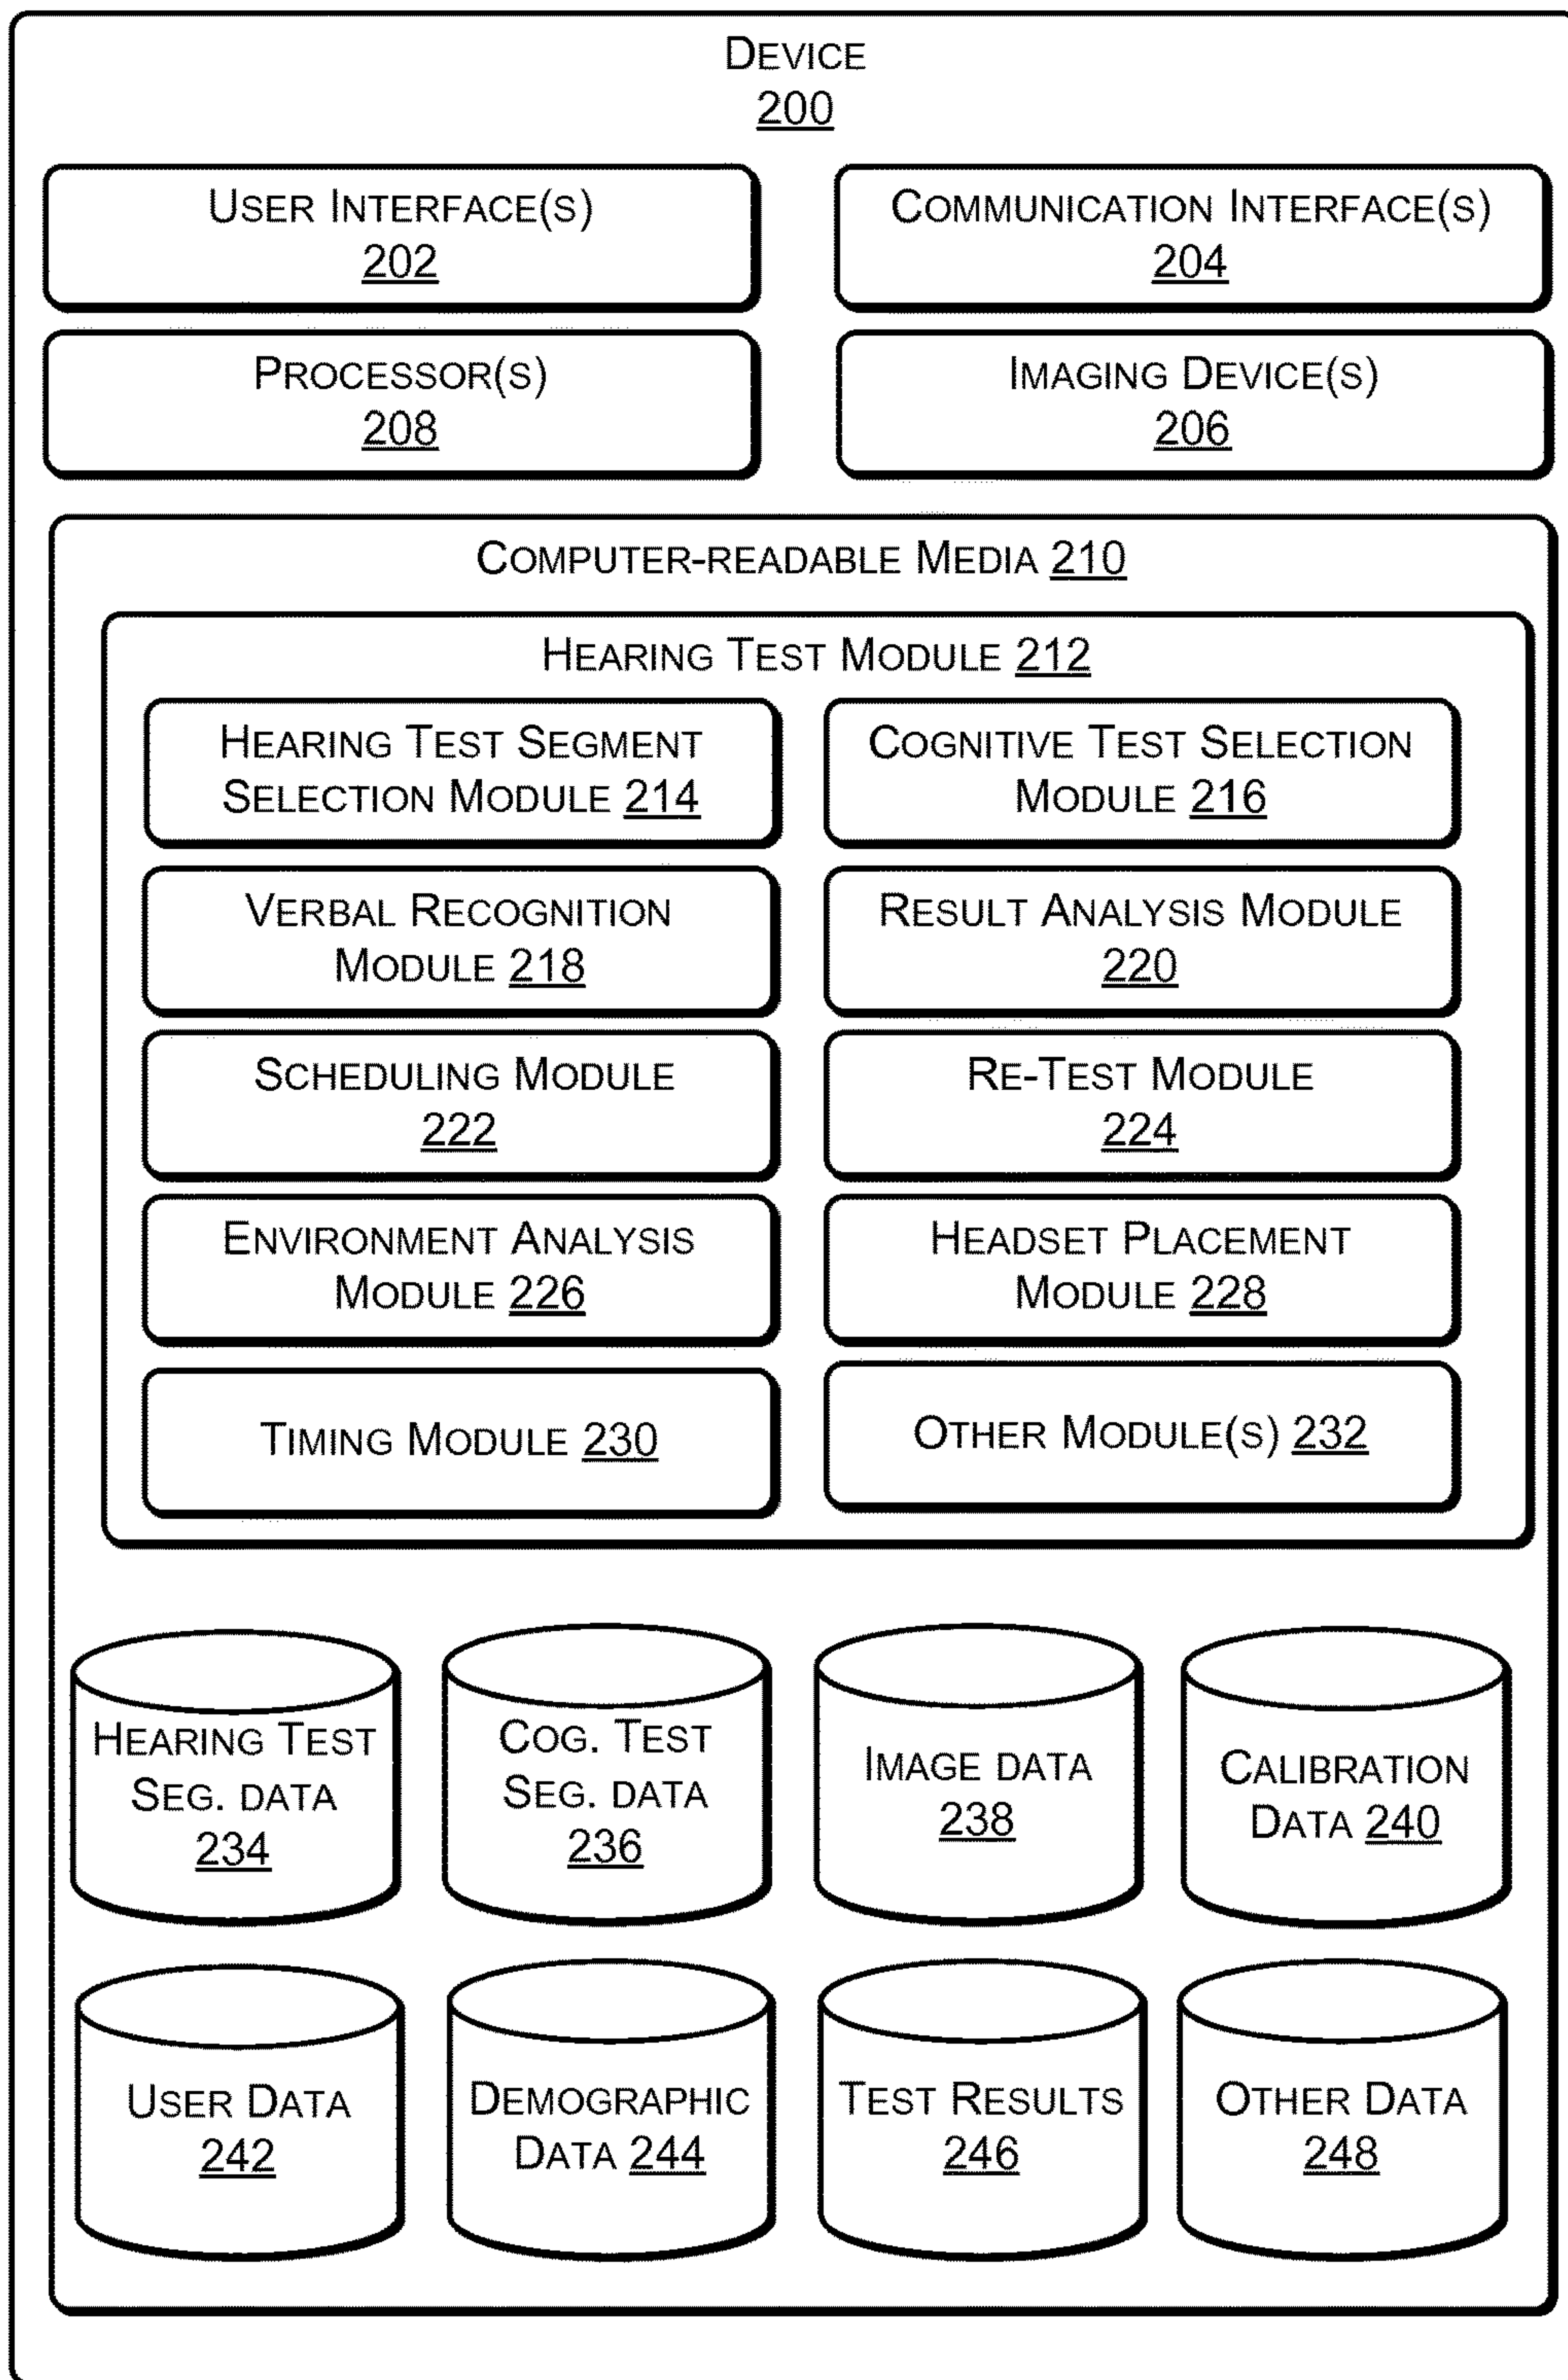 DEVICE
200
USER INTERFACE(S)
202
COMMUNICATION INTERFACE(S)
204
PROCESSOR(S)
208
IMAGING DEVICE(S)
206
COMPUTER-READABLE MEDIA 210
HEARING TEST MODULE 212
HEARING TEST SEGMENT
SELECTION MODULE 214
COGNITIVE TEST SELECTION
MODULE 216
VERBAL RECOGNITION
MODULE 218
RESULT ANALYSIS MODULE
220
SCHEDULING MODULE
222
RE-TEST MODULE
224
ENVIRONMENT ANALYSIS
MODULE 226
HEADSET PLACEMENT
MODULE 228
TIMING MODULE 230
OTHER MODULE(S) 232
HEARING TEST
SEG. DATA
234
COG. TEST
SEG. DATA
236
IMAGE DATA
238
CALIBRATION
DATA 240
USER DATA
242
DEMOGRAPHIC
DATA 244
TEST RESULTS
246
OTHER DATA
248